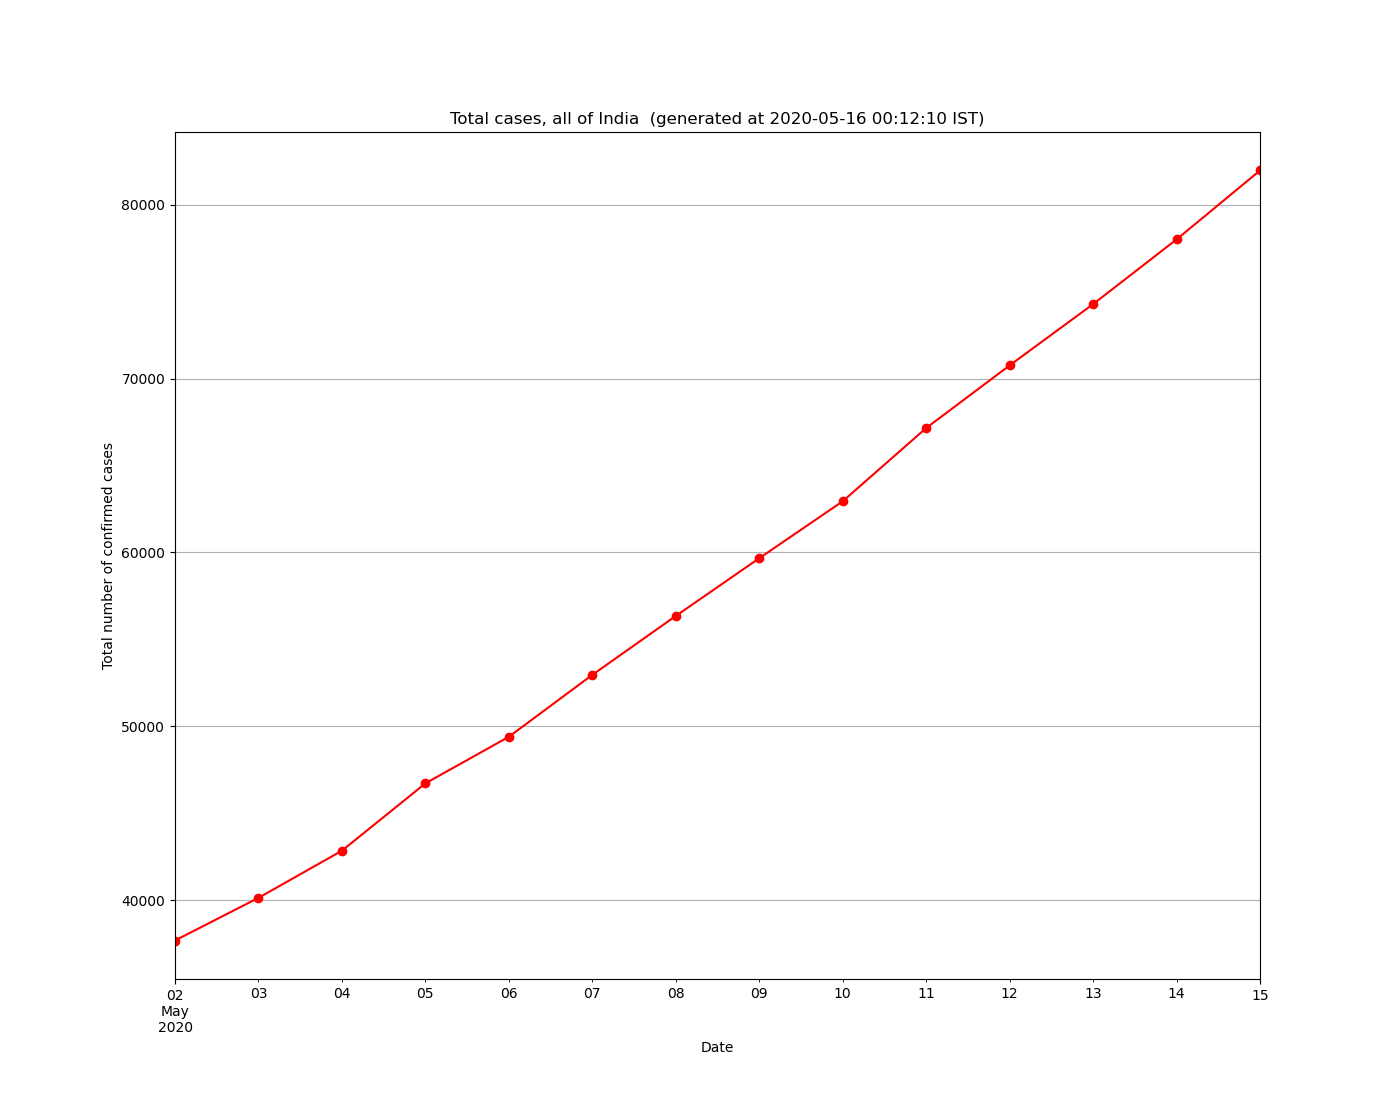 Total cases, all of India  (generated at 2020-05-16 00:12:10 IST)
80000
70000
60000
50000
40000
Total number of confirmed cases
02 03 04 05 06 07 08 09 10 11 12 13 14 15
May
2020
Date